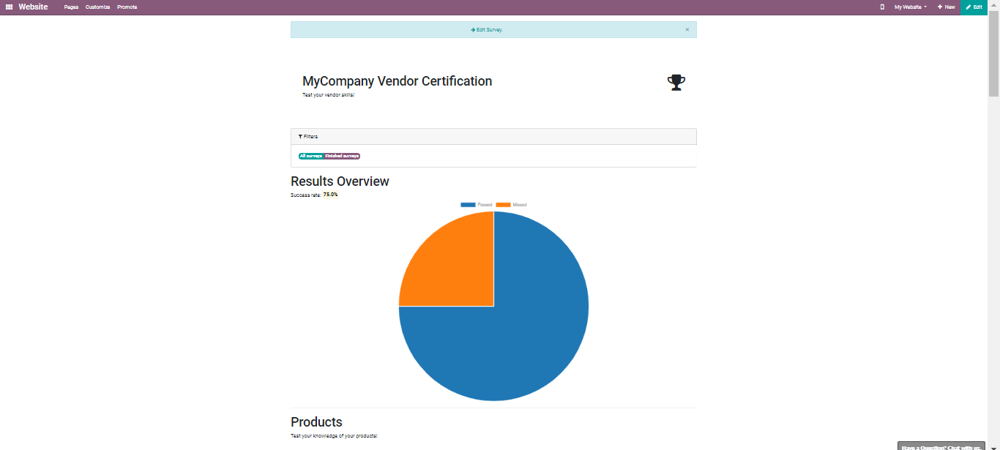 Website Pages Customize Promote My Website New Edit
Edit Survey.
×
MyCompany Vendor Certification
Test your vendor skills!
Filters
All surveys Finished surveys
Results Overview
Success rate: 75.0%
Passed Missed
Products
Test your knowledge of your products!
Have a Question? Chat with us.